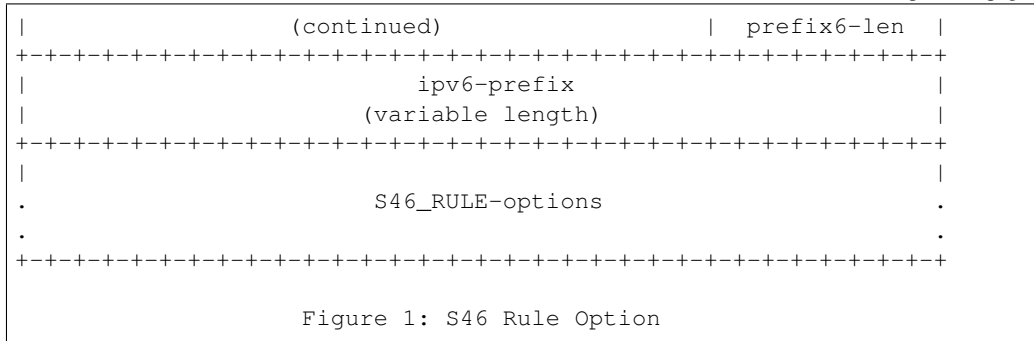 |                  (continued)                  |  prefix6-len  |
+-+-+-+-+-+-+-+-+-+-+-+-+-+-+-+-+-+-+-+-+-+-+-+-+-+-+-+-+-+-+-+-+
|                           ipv6-prefix                         |
|                       (variable length)                       |
+-+-+-+-+-+-+-+-+-+-+-+-+-+-+-+-+-+-+-+-+-+-+-+-+-+-+-+-+-+-+-+-+
|                                                               |
.                        S46_RULE-options                       .
.                                                               .
+-+-+-+-+-+-+-+-+-+-+-+-+-+-+-+-+-+-+-+-+-+-+-+-+-+-+-+-+-+-+-+-+
Figure 1: S46 Rule Option